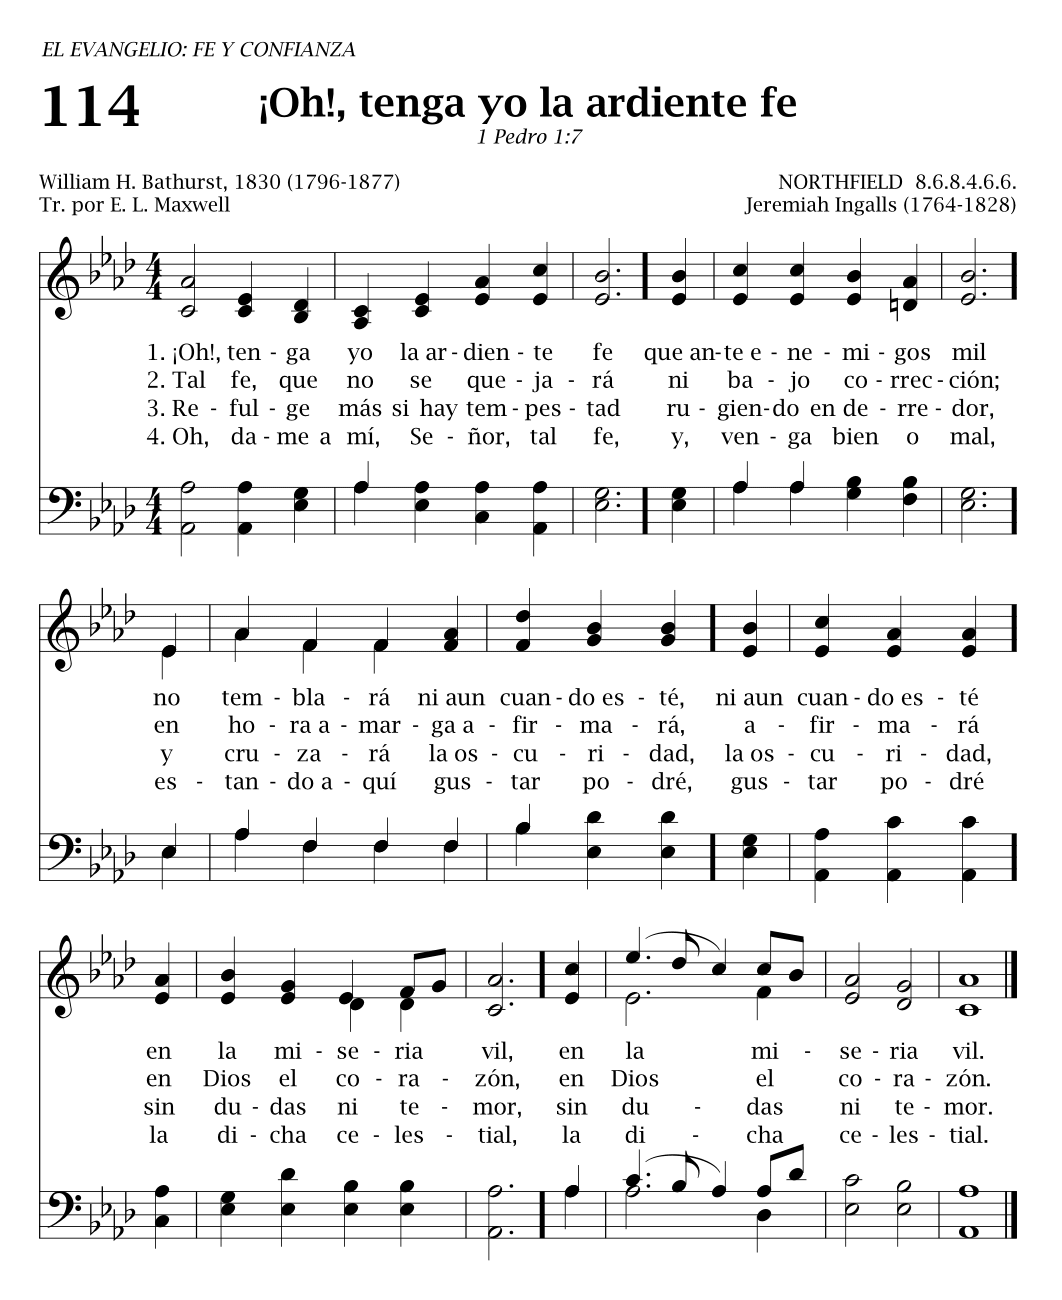 EL EVANGELIO: FE Y CONFIANZA
114 ¡Oh!, tenga yo la ardiente fe
1 Pedro 1:7
William H. Bathurst, 1830 (1796-1877) NORTHFIELD 8.6.8.4.6.6.
Tr. por E. L. Maxwell Jeremiah Ingalls (1764-1828)
4 4
1. ¡Oh!, ten - ga yo la ar - dien - te fe que an - te e - ne - mi - gos mil
2. Tal fe, que no se que - ja - rá ni ba - jo co - rrec - ción;
3. Re - ful - ge más si hay tem - pes - tad ru - gien - do en de - rre - dor,
4. Oh, da - me a mí, Se - ñor, tal fe, y, ven - ga bien o mal,
4 4
no tem - bla - rá ni aun cuan - do es - té, ni aun cuan - do es - té
en ho - ra a - mar - ga a - fir - ma - rá, a - fir - ma - rá
y cru - za - rá la os - cu - ri - dad, la os - cu - ri - dad,
es - tan - do a - quí gus - tar po - dré, gus - tar po - dré
en la mi - se - ria vil, en la mi - se - ria vil.
en Dios el co - ra - zón, en Dios el co - ra - zón.
sin du - das ni te - mor, sin du - das ni te - mor.
la di - cha ce - les - tial, la di - cha ce - les - tial.